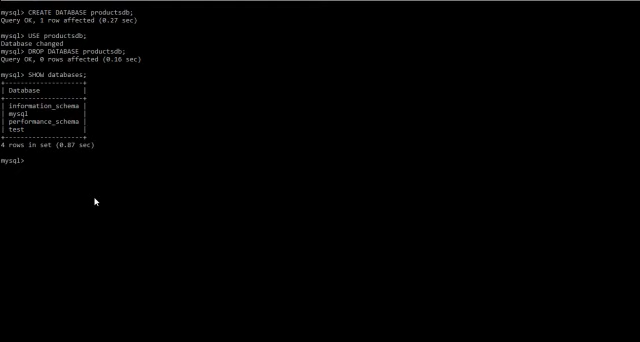 mysql> CREATE DATABASE productsdb;
Query OK, 1 row affected (0.27 sec)
mysql> USE productsdb;
Database changed
mysql> DROP DATABASE productsdb;
Query OK, 0 rows affected (0.16 sec)
mysql> SHOW databases;
+--------------------+
| Database           |
+--------------------+
| information_schema |
| mysql              |
| performance_schema |
| test               |
+--------------------+
4 rows in set (0.87 sec)
mysql>